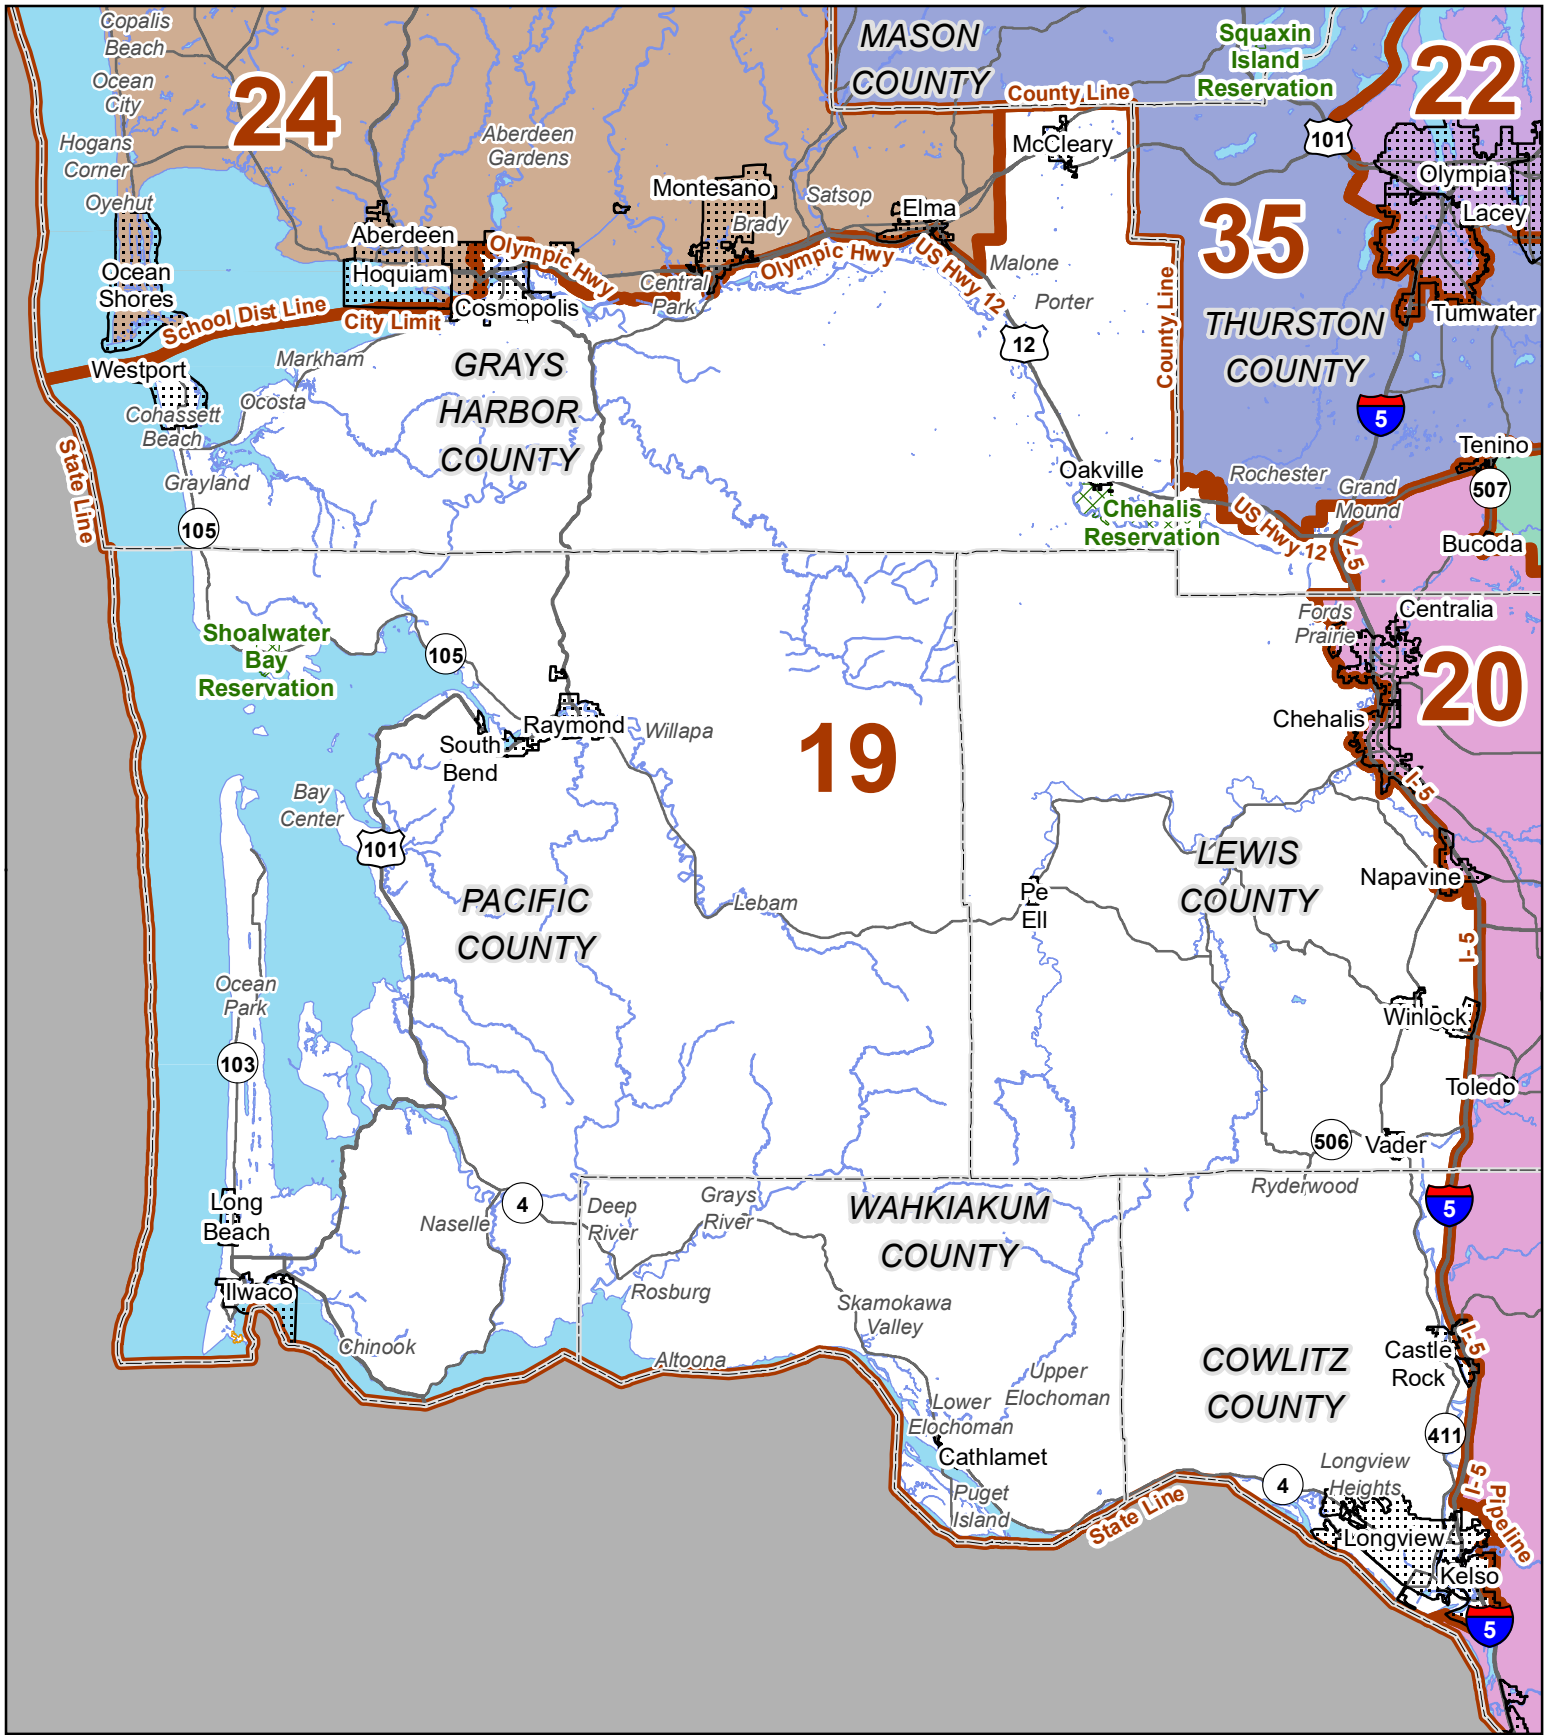 Copalis
Beach
MASON
COUNTY
Squaxin
Island
Reservation
22
Ocean
City
24
County Line
Hogans
Corner
Aberdeen
Gardens
McCleary
101
Olympia
Oyehut
Montesano
Satsop
Brady
Elma
Lacey
35
Aberdeen
Olympic Hwy
Olympic Hwy
US Hwy 12
Malone
Ocean
Shores
Hoquiam
Central
Park
Porter
School Dist Line
City Limit
Cosmopolis
County Line
THURSTON
COUNTY
Tumwater
12
Westport
Markham
GRAYS
HARBOR
COUNTY
Ocosta
Cohassett
Beach
5
State Line
Grayland
Tenino
Oakville
Rochester
Grand
Mound
507
105
Chehalis
Reservation
US Hwy 12
I-5
Bucoda
Fords
Prairie
Centralia
Shoalwater
Bay
Reservation
105
20
Raymond
Willapa
South
Bend
19
Chehalis
Bay
Center
I-5
101
LEWIS
COUNTY
Napavine
PACIFIC
COUNTY
Lebam
Pe
Ell
I-5
Ocean
Park
Winlock
103
Toledo
506
Vader
Ryderwood
Long
Beach
Naselle
4
Deep
River
Grays
River
WAHKIAKUM
COUNTY
5
Ilwaco
Rosburg
Skamokawa
Valley
Chinook
Altoona
COWLITZ
COUNTY
Castle
Rock
I-5
Upper
Elochoman
Lower
Elochoman
411
Cathlamet
Longview
Heights
Puget
Island
State Line
4
I-5
Pipeline
Longview
Kelso
5